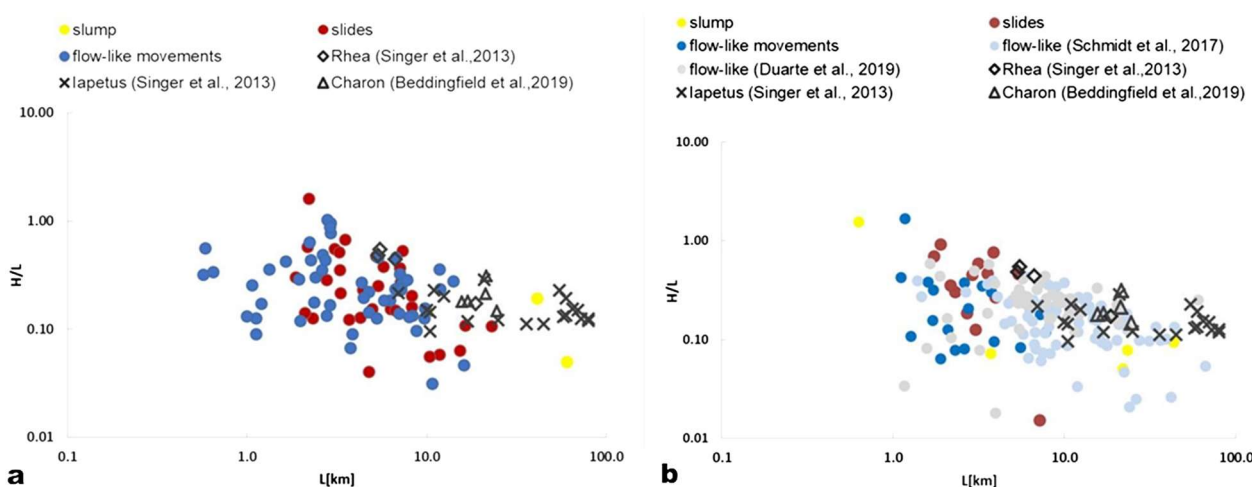 slump
slides
flow-like movements
Rhea (Singer et al.,2013)
Iapetus (Singer et al., 2013)
Charon (Beddingfield et al.,2019)
10.00
1.00
0.10
0.01
H/L
0.1
1.0
10.0
100.0
L[km]
a
slump
slides
flow-like movements
flow-like (Schmidt et al., 2017)
flow-like (Duarte et al., 2019)
Rhea (Singer et al.,2013)
Iapetus (Singer et al., 2013)
Charon (Beddingfield et al.,2019)
10.00
1.00
0.10
0.01
H/L
0.1
1.0
10.0
100.0
L[km]
b